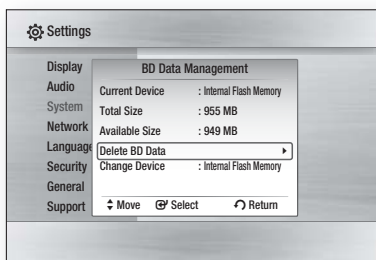 Settings
Display
Audio
System
Network
Language
Security
General
Support
BD Data Management
Current Device : Internal Flash Memory
Total Size : 955 MB
Available Size : 949 MB
Delete BD Data
Change Device : Internal Flash Memory
Move Select Return